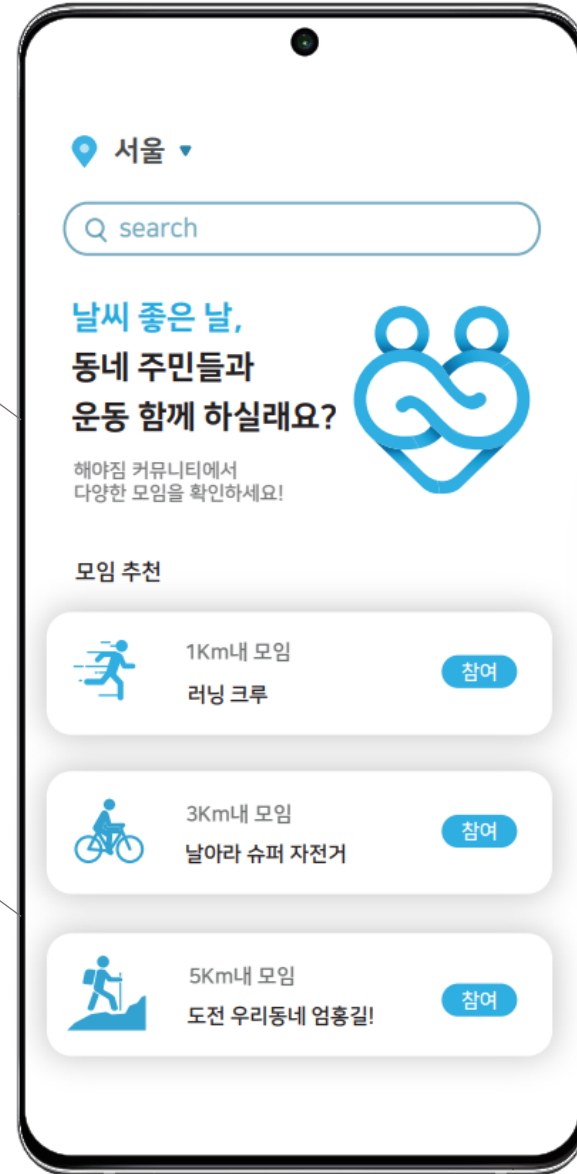 서울
search
날씨 좋은 날,
동네 주민들과
운동 함께 하실래요?
해야짐 커뮤니티에서
다양한 모임을 확인하세요!
모임 추천
1Km내 모임
러닝 크루
참여
3Km내 모임
날아라 슈퍼 자전거
참여
5Km내 모임
도전 우리동네 엄홍길!
참여